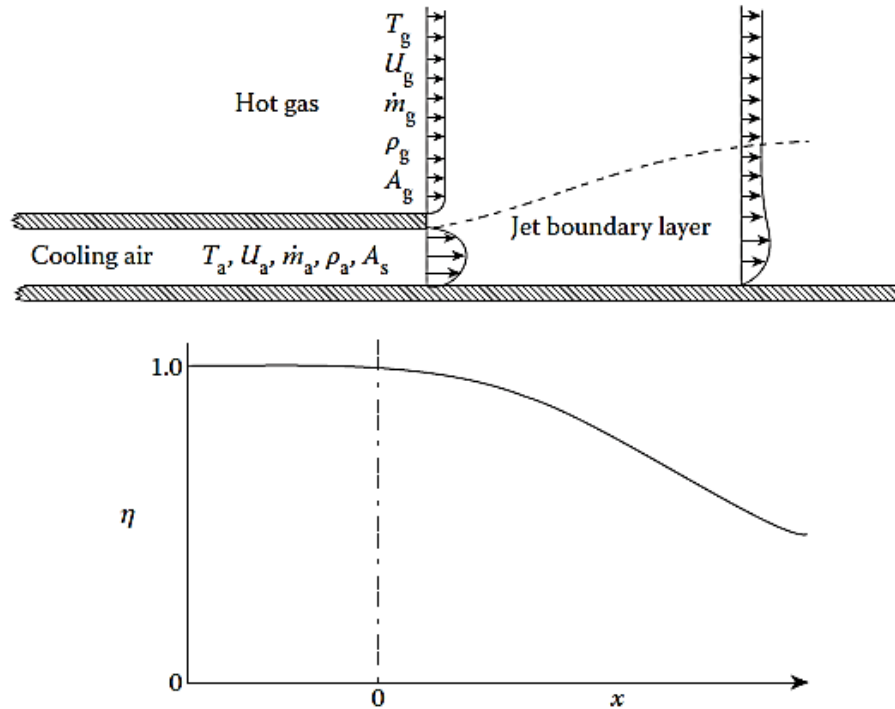 T_g
U_g
Hot gas
ṁ_g
ρ_g
A_g
Jet boundary layer
Cooling air T_a, U_a, ṁ_a, ρ_a, A_s
1.0
η
0
0
x